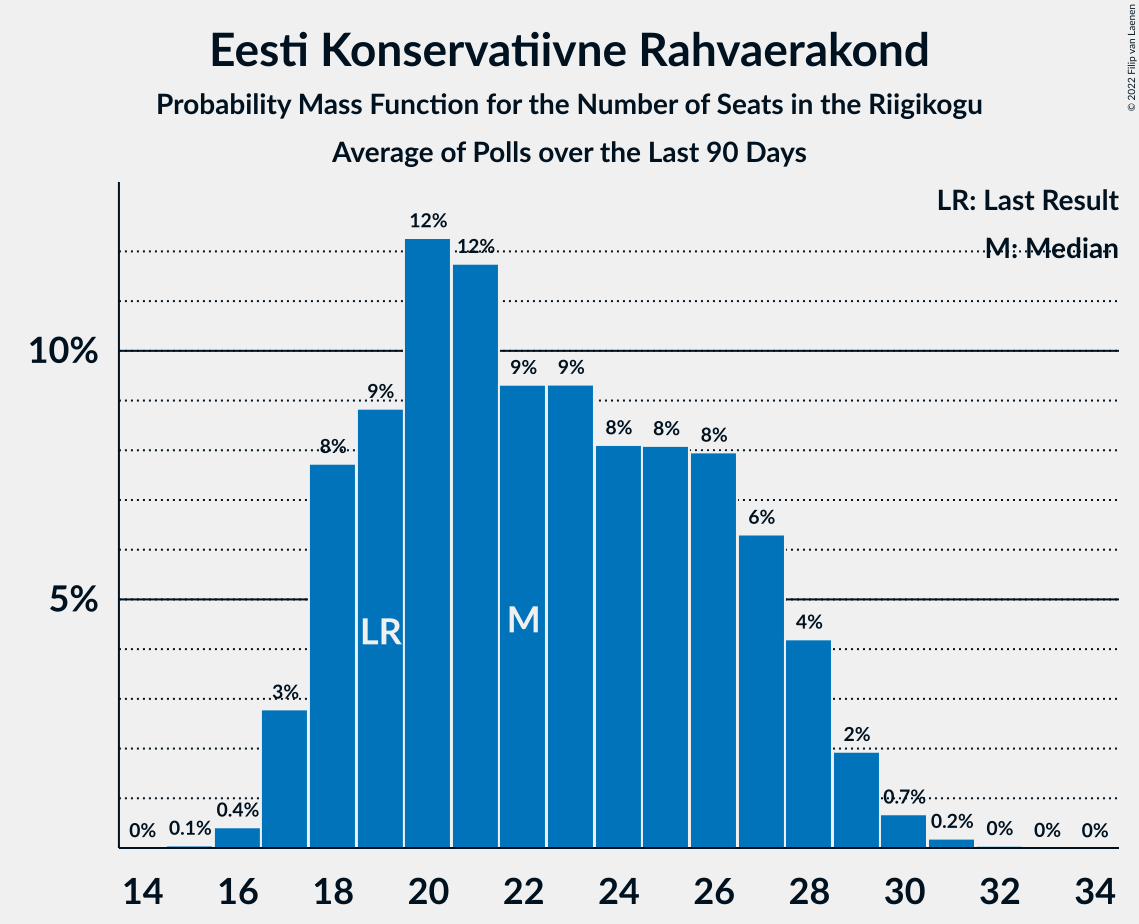 Eesti Konservatiivne Rahvaerakond
Probability Mass Function for the Number of Seats in the Riigikogu
Average of Polls over the Last 90 Days
© 2022 Filip van Laenen
LR: Last Result
M: Median
10%
5%
0%
0.1%
0.4%
3%
8%
9%
12%
12%
9%
9%
8%
8%
8%
6%
4%
2%
0.7%
0.2%
0%
0%
0%
LR
M
14 16 18 20 22 24 26 28 30 32 34